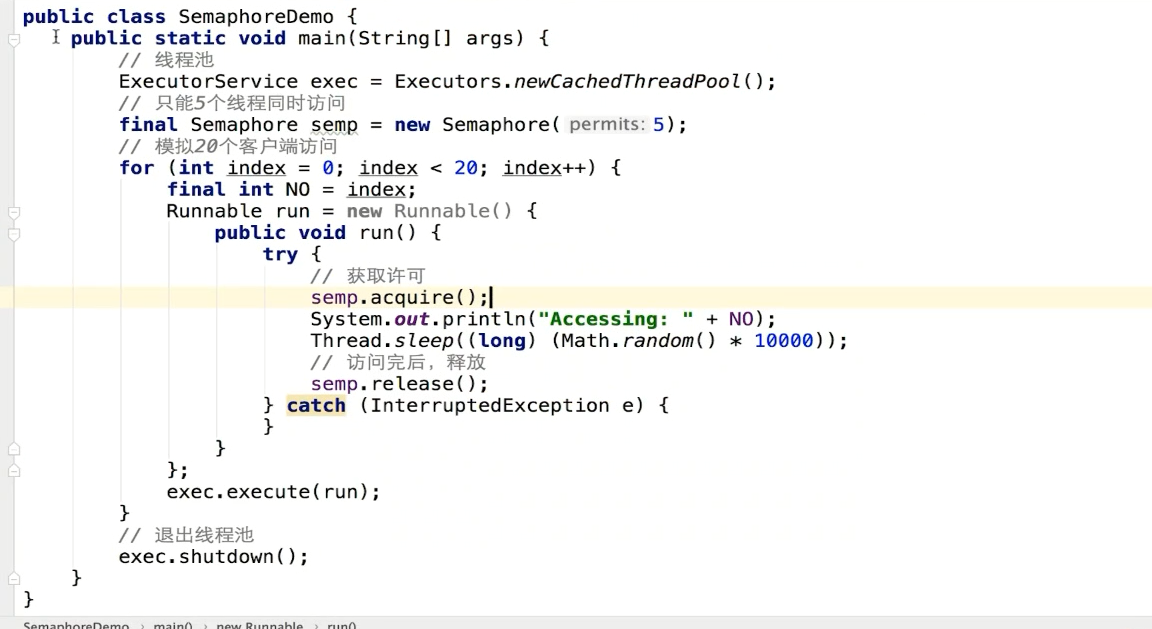 public class SemaphoreDemo {
    public static void main(String[] args) {
        // 线程池
        ExecutorService exec = Executors.newCachedThreadPool();
        // 只能5个线程同时访问
        final Semaphore semp = new Semaphore( permits: 5);
        // 模拟20个客户端访问
        for (int index = 0; index < 20; index++) {
            final int NO = index;
            Runnable run = new Runnable() {
                public void run() {
                    try {
                        // 获取许可
                        semp.acquire();
                        System.out.println("Accessing: " + NO);
                        Thread.sleep((long) (Math.random() * 10000));
                        // 访问完后，释放
                        semp.release();
                    } catch (InterruptedException e) {
                    }
                }
            };
            exec.execute(run);
        }
        // 退出线程池
        exec.shutdown();
    }
}
SemaphoreDemo › main() › new Runnable › run()